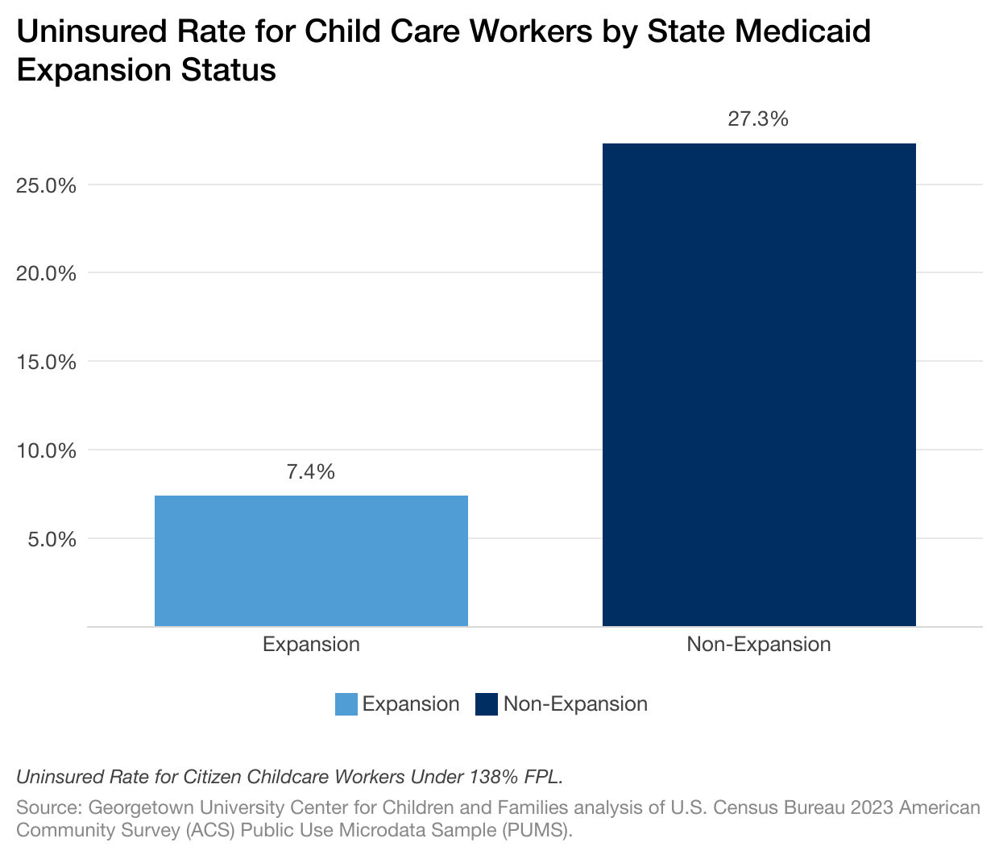 Uninsured Rate for Child Care Workers by State Medicaid
Expansion Status
27.3%
25.0%
20.0%
15.0%
10.0%
7.4%
5.0%
Expansion
Non-Expansion
Expansion
Non-Expansion
Uninsured Rate for Citizen Childcare Workers Under 138% FPL.
Source: Georgetown University Center for Children and Families analysis of U.S. Census Bureau 2023 American
Community Survey (ACS) Public Use Microdata Sample (PUMS).